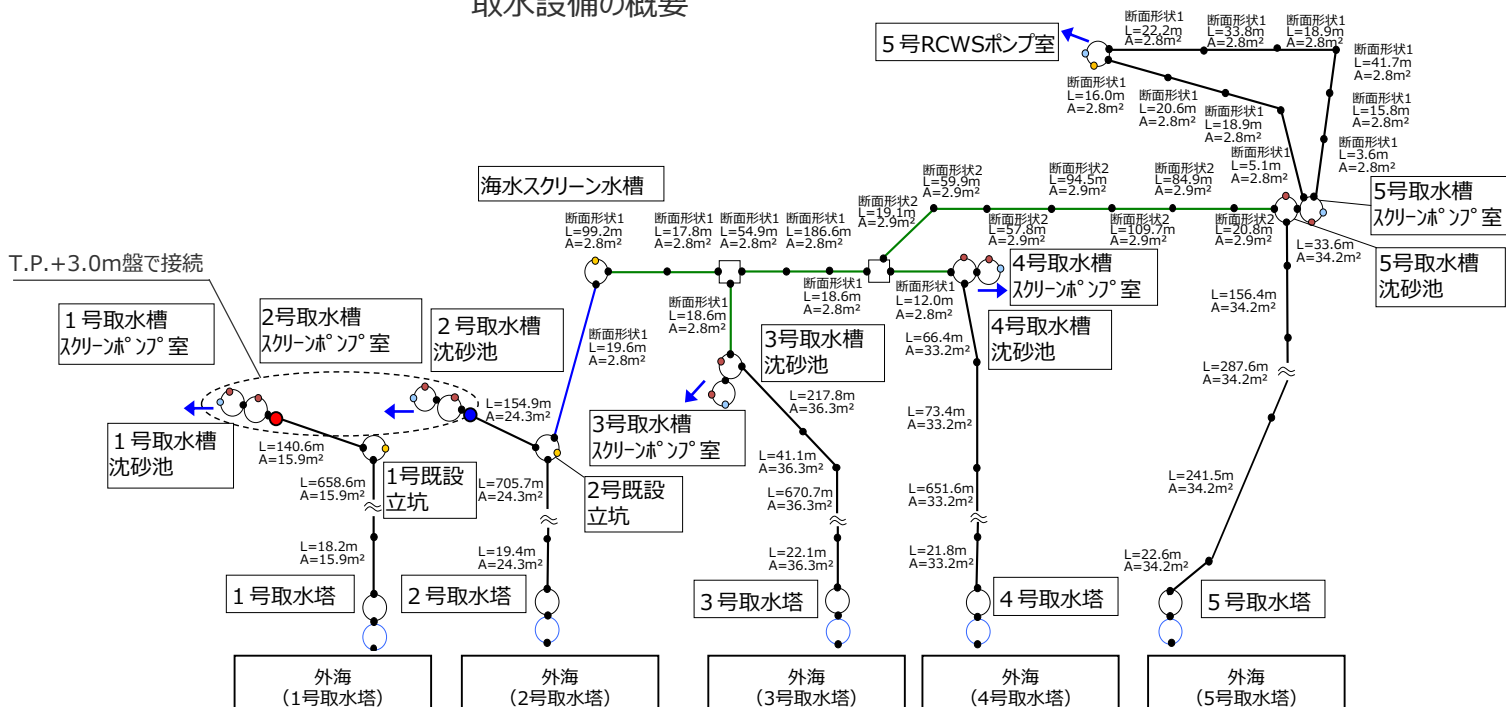 取水設備の概要
5号RCWSポンプ室
断面形状1
L=22.2m
A=2.8m²
断面形状1
L=33.8m
A=2.8m²
断面形状1
L=18.9m
A=2.8m²
断面形状1
L=41.7m
A=2.8m²
断面形状1
L=16.0m
A=2.8m²
断面形状1
L=20.6m
A=2.8m²
断面形状1
L=18.9m
A=2.8m²
断面形状1
L=15.8m
A=2.8m²
断面形状1
L=5.1m
A=2.8m²
断面形状1
L=3.6m
A=2.8m²
海水スクリーン水槽
断面形状1
L=99.2m
A=2.8m²
断面形状1
L=17.8m
A=2.8m²
断面形状1
L=54.9m
A=2.8m²
断面形状1
L=186.6m
A=2.8m²
断面形状2
L=19.1m
A=2.9m²
断面形状2
L=59.9m
A=2.9m²
断面形状2
L=94.5m
A=2.9m²
断面形状2
L=84.9m
A=2.9m²
断面形状2
L=57.8m
A=2.9m²
断面形状2
L=109.7m
A=2.9m²
断面形状2
L=20.8m
A=2.9m²
5号取水槽
スクリーンポンプ室
5号取水槽
沈砂池
L=33.6m
A=34.2m²
T.P.+3.0m盤で接続
1号取水槽
スクリーンポンプ室
2号取水槽
スクリーンポンプ室
2号取水槽
沈砂池
断面形状1
L=19.6m
A=2.8m²
断面形状1
L=18.6m
A=2.8m²
断面形状1
L=18.6m
A=2.8m²
断面形状1
L=12.0m
A=2.8m²
4号取水槽
スクリーンポンプ室
4号取水槽
沈砂池
3号取水槽
沈砂池
L=156.4m
A=34.2m²
L=66.4m
A=33.2m²
L=287.6m
A=34.2m²
1号取水槽
沈砂池
L=140.6m
A=15.9m²
L=154.9m
A=24.3m²
3号取水槽
スクリーンポンプ室
L=217.8m
A=36.3m²
L=73.4m
A=33.2m²
L=658.6m
A=15.9m²
1号既設
立坑
L=705.7m
A=24.3m²
2号既設
立坑
L=41.1m
A=36.3m²
L=670.7m
A=36.3m²
L=651.6m
A=33.2m²
L=241.5m
A=34.2m²
L=18.2m
A=15.9m²
L=19.4m
A=24.3m²
L=22.1m
A=36.3m²
L=21.8m
A=33.2m²
L=22.6m
A=34.2m²
1号取水塔
2号取水塔
3号取水塔
4号取水塔
5号取水塔
外海
(1号取水塔)
外海
(2号取水塔)
外海
(3号取水塔)
外海
(4号取水塔)
外海
(5号取水塔)